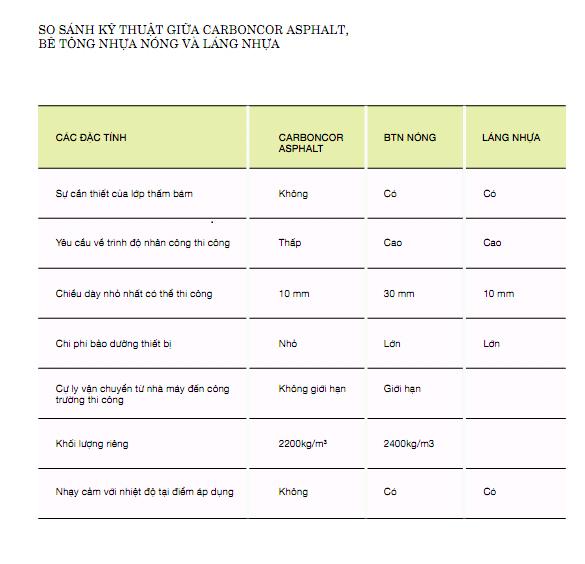 SO SÁNH KỸ THUẬT GIỮA CARBONCOR ASPHALT,
BÊ TÔNG NHỰA NÓNG VÀ LÁNG NHỰA
CÁC ĐẶC TÍNH CARBONCOR ASPHALT BTN NÓNG LÁNG NHỰA
Sự cần thiết của lớp thấm bám Không Có Có
Yêu cầu về trình độ nhân công thi công Thấp Cao Cao
Chiều dày nhỏ nhất có thể thi công 10 mm 30 mm 10 mm
Chi phí bảo dưỡng thiết bị Nhỏ Lớn Lớn
Cự ly vận chuyển từ nhà máy đến công
trường thi công Không giới hạn Giới hạn
Khối lượng riêng 2200kg/m³ 2400kg/m3
Nhạy cảm với nhiệt độ tại điểm áp dụng Không Có Có